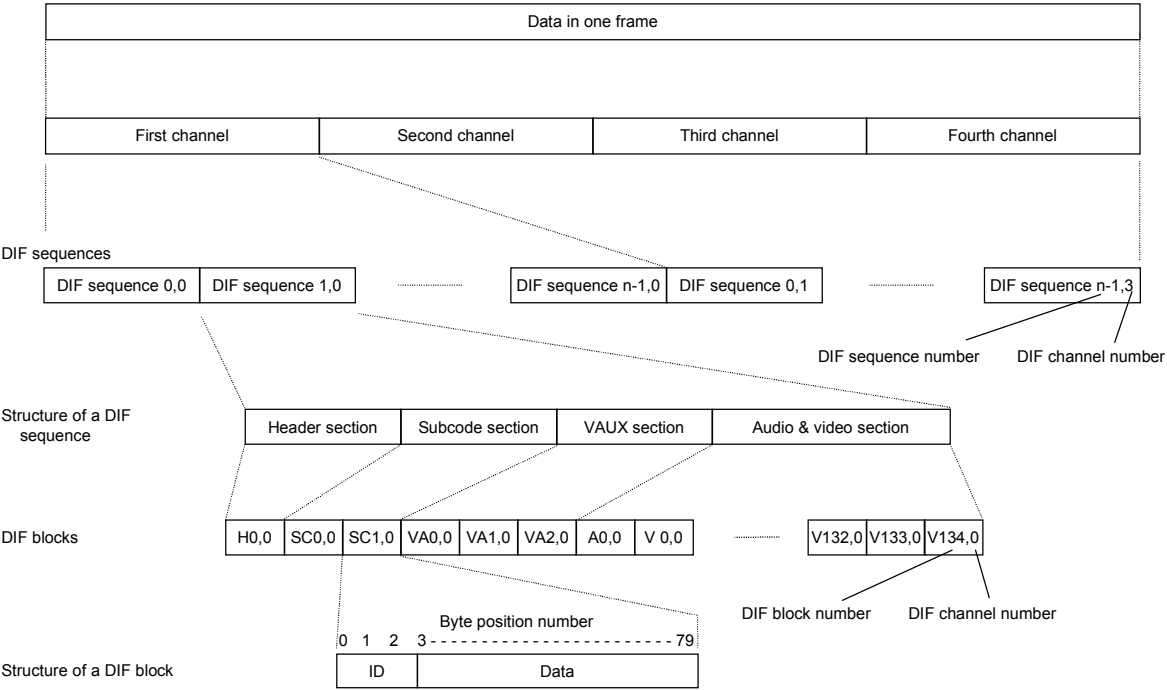 Data in one frame
First channel Second channel Third channel Fourth channel
DIF sequences
DIF sequence 0,0 DIF sequence 1,0 DIF sequence n-1,0 DIF sequence 0,1 DIF sequence n-1,3
DIF sequence number DIF channel number
Structure of a DIF
sequence
Header section Subcode section VAUX section Audio & video section
DIF blocks
H0,0 SC0,0 SC1,0 VA0,0 VA1,0 VA2,0 A0,0 V 0,0 V132,0 V133,0 V134,0
DIF block number DIF channel number
Byte position number
0 1 2 3 - - - - - - - - - - - - - - - - - - - - - - - - - - 79
Structure of a DIF block
ID Data